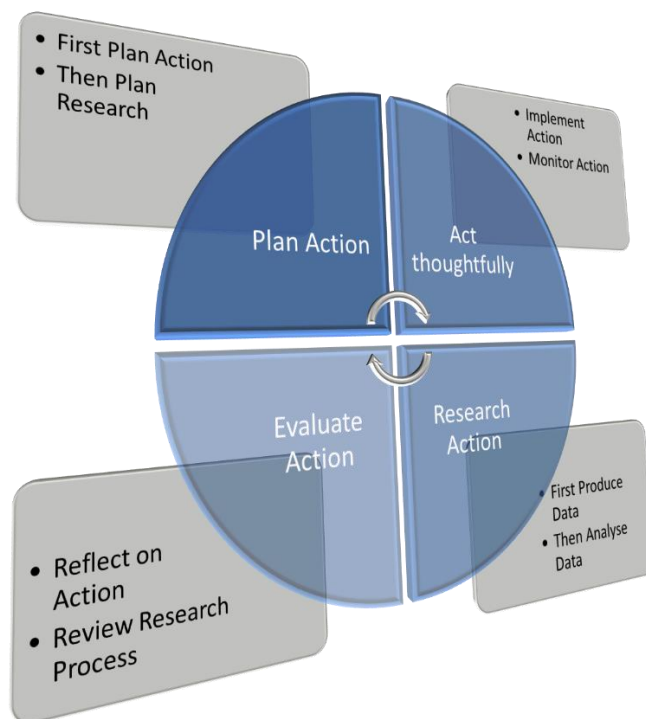 • First Plan Action
• Then Plan
Research
• Implement
Action
• Monitor Action
Plan Action
Act
thoughtfully
Evaluate
Action
Research
Action
• Reflect on
Action
• Review Research
Process
• First Produce
Data
• Then Analyse
Data